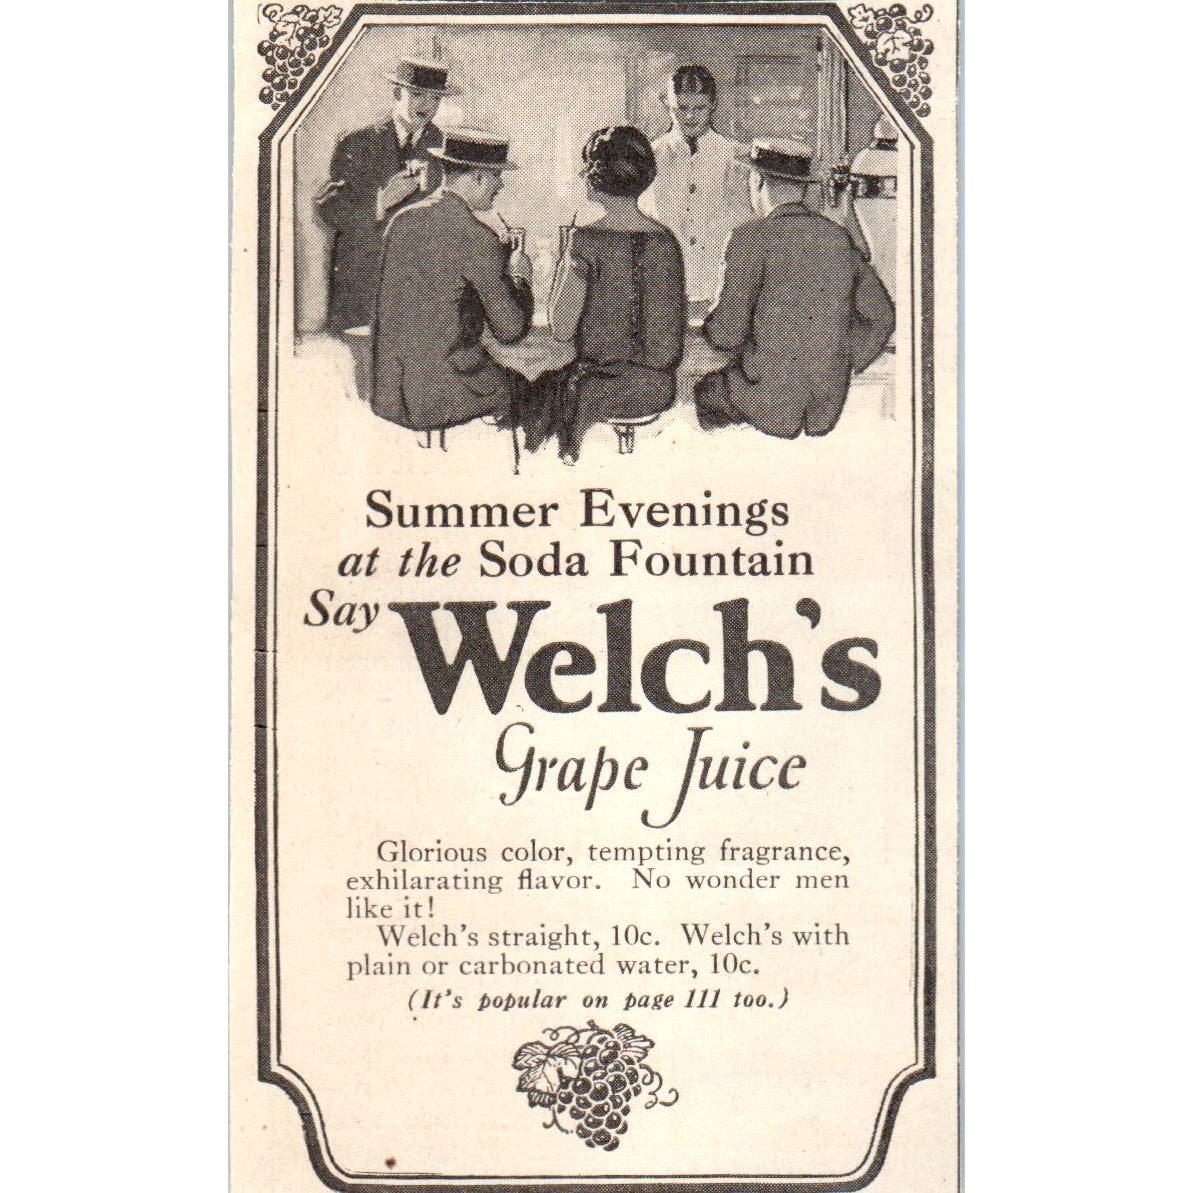 Summer Evenings
at the Soda Fountain
Say Welch's
Grape Juice
Glorious color, tempting fragrance,
exhilarating flavor. No wonder men
like it!
Welch's straight, 10c. Welch's with
plain or carbonated water, 10c.
(It's popular on page 111 too.)